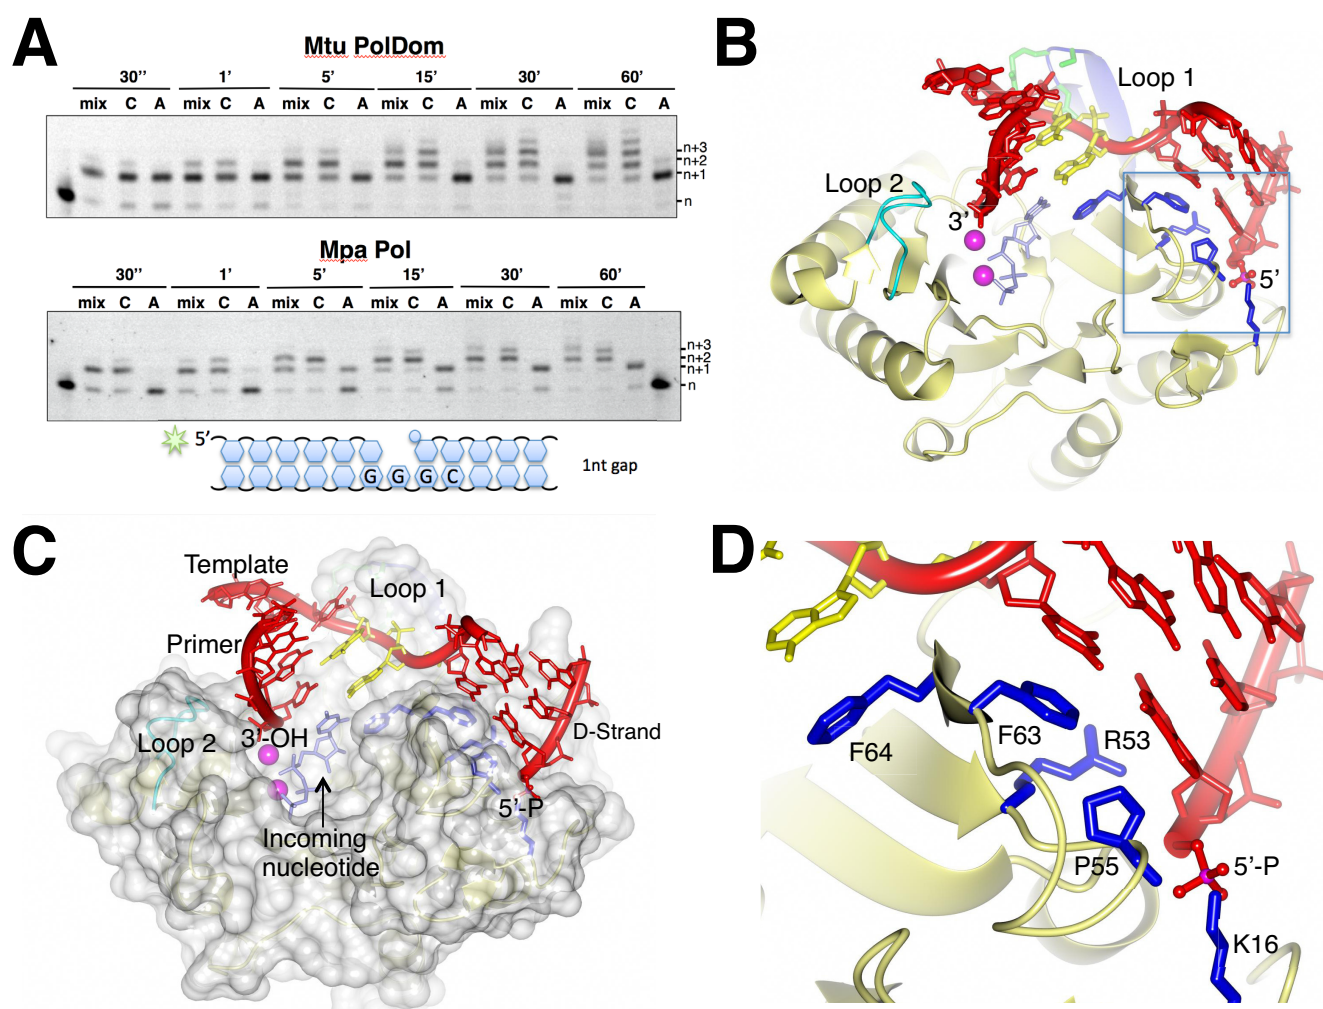 A
Mtu PolDom
30’’ 1’ 5’ 15’ 30’ 60’
mix C A mix C A mix C A mix C A mix C A mix C A
n+3
n+2
n+1
n
Mpa Pol
30’’ 1’ 5’ 15’ 30’ 60’
mix C A mix C A mix C A mix C A mix C A mix C A
n+3
n+2
n+1
n
5’
G G G C
1nt gap
B
Loop 1
Loop 2
3’
5’
C
Template
Loop 1
Primer
Loop 2
3’-OH
D-Strand
5’-P
Incoming
nucleotide
D
F64
F63
R53
P55
5’-P
K16